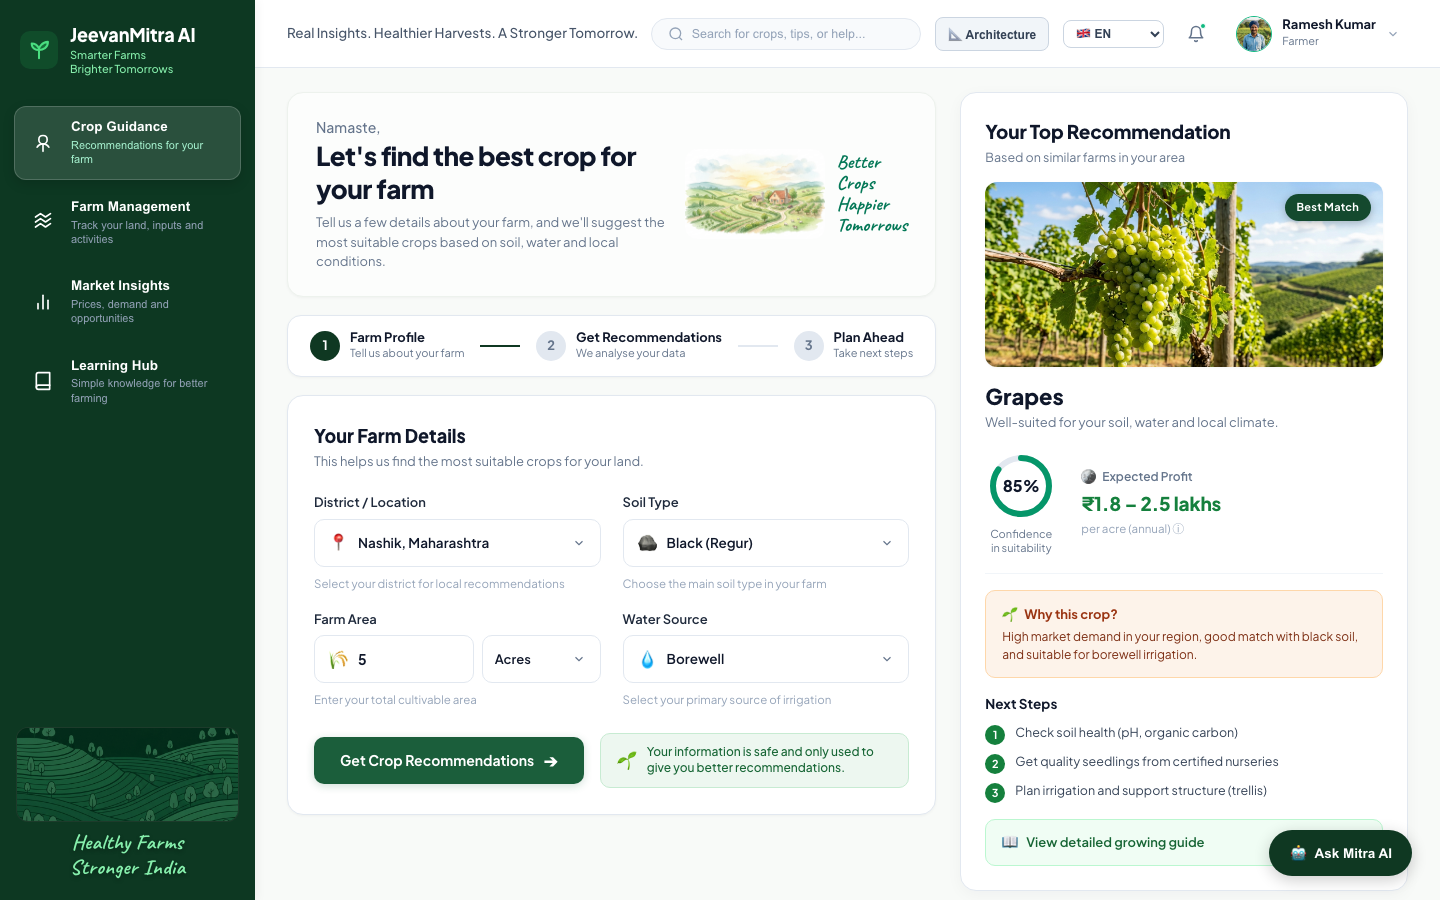 JeevanMitra AI
Smarter Farms
Brighter Tomorrows
Crop Guidance
Recommendations for your
farm
Farm Management
Track your land, inputs and
activities
Market Insights
Prices, demand and
opportunities
Learning Hub
Simple knowledge for better
farming
Healthy Farms
Stronger India
Real Insights. Healthier Harvests. A Stronger Tomorrow.
Search for crops, tips, or help...
Architecture
EN
Ramesh Kumar
Farmer
Namaste,
Let's find the best crop for
your farm
Tell us a few details about your farm, and we'll suggest the
most suitable crops based on soil, water and local
conditions.
Better
Crops
Happier
Tomorrows
1
Farm Profile
Tell us about your farm
2
Get Recommendations
We analyse your data
3
Plan Ahead
Take next steps
Your Farm Details
This helps us find the most suitable crops for your land.
District / Location
Nashik, Maharashtra
Select your district for local recommendations
Soil Type
Black (Regur)
Choose the main soil type in your farm
Farm Area
5
Acres
Enter your total cultivable area
Water Source
Borewell
Select your primary source of irrigation
Get Crop Recommendations →
Your information is safe and only used to
give you better recommendations.
Your Top Recommendation
Based on similar farms in your area
Best Match
Grapes
Well-suited for your soil, water and local climate.
85%
Confidence
in suitability
Expected Profit
₹1.8 – 2.5 lakhs
per acre (annual) ⓘ
Why this crop?
High market demand in your region, good match with black soil,
and suitable for borewell irrigation.
Next Steps
1 Check soil health (pH, organic carbon)
2 Get quality seedlings from certified nurseries
3 Plan irrigation and support structure (trellis)
View detailed growing guide
Ask Mitra AI